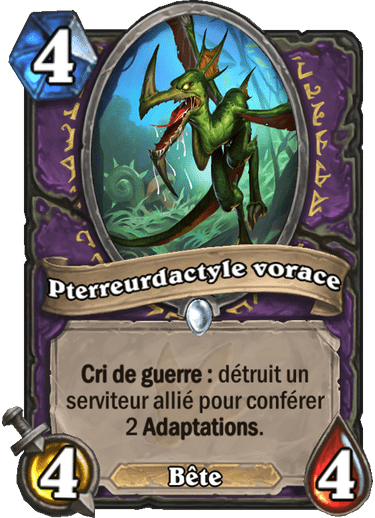 4
Pterreurdactyle vorace
Cri de guerre : détruit un
serviteur allié pour conférer
2 Adaptations.
4
Bête
4